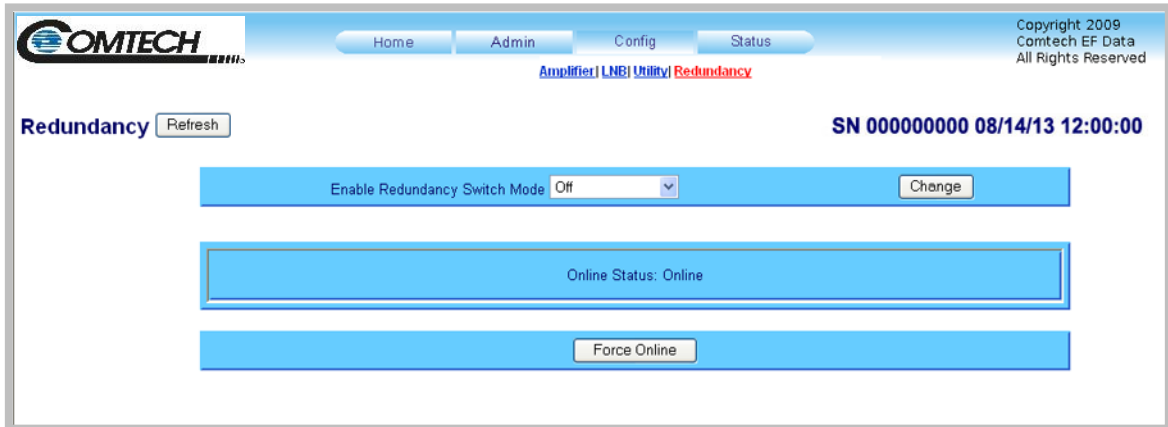 COMTECH
Home Admin Config Status
Copyright 2009
Comtech EF Data
All Rights Reserved
Amplifier| LNB| Utility| Redundancy
Redundancy Refresh
SN 000000000 08/14/13 12:00:00
Enable Redundancy Switch Mode Off Change
Online Status: Online
Force Online